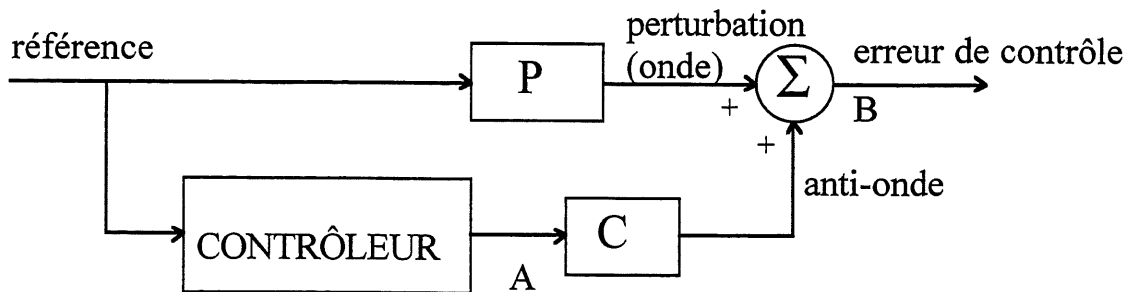 référence
P
perturbation
(onde)
+
Σ
erreur de contrôle
B
+
anti-onde
CONTRÔLEUR
A
C